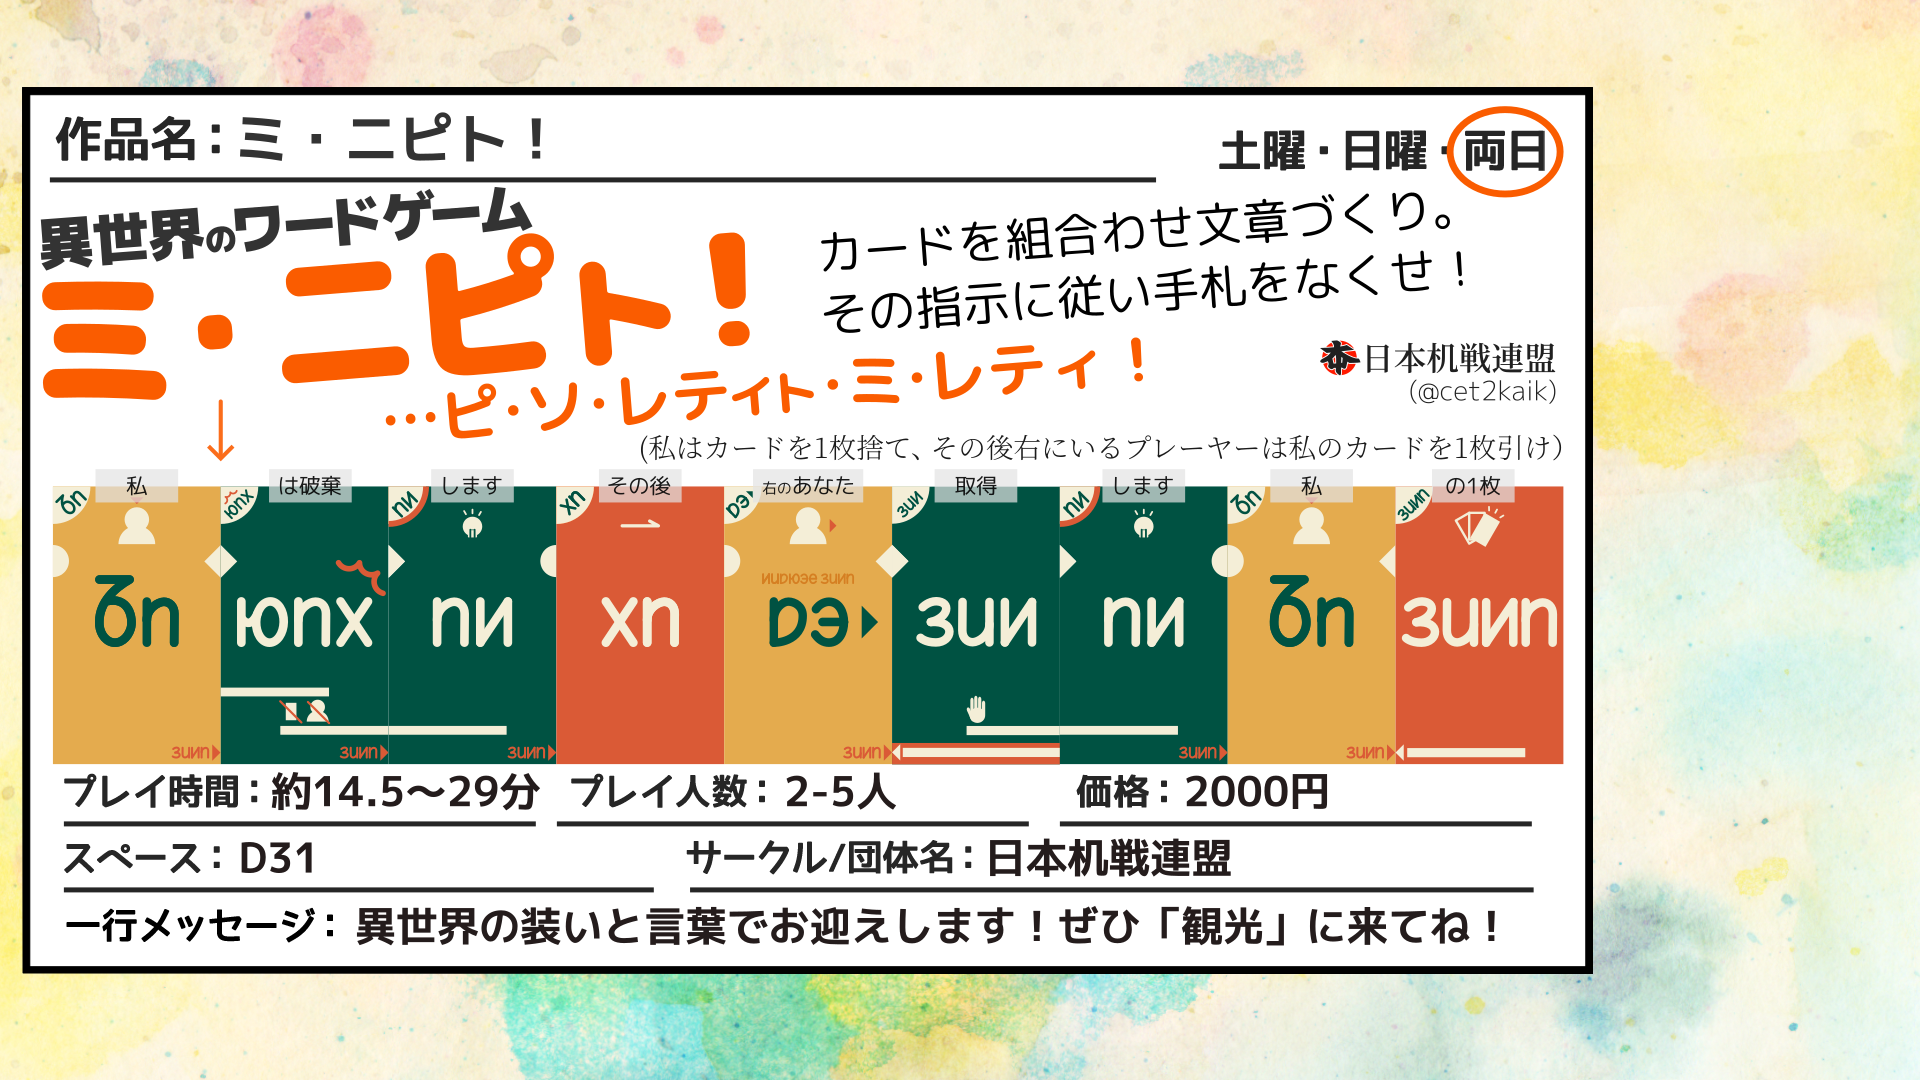 作品名：ミ・ニピト！
土曜・日曜・両日
異世界のワードゲーム
ミ・ニピト！
…ピ・ソ・レティト・ミ・レティ！
カードを組合わせ文章づくり。
その指示に従い手札をなくせ！
日本机戦連盟
(@cet2kaik)
(私はカードを1枚捨て、その後右にいるプレーヤーは私のカードを1枚引け)
私 は破棄 します その後 右のあなた 取得 します 私 の1枚
プレイ時間：約14.5～29分 プレイ人数：2-5人 価格：2000円
スペース：D31 サークル/団体名：日本机戦連盟
一行メッセージ：異世界の装いと言葉でお迎えします！ぜひ「観光」に来てね！